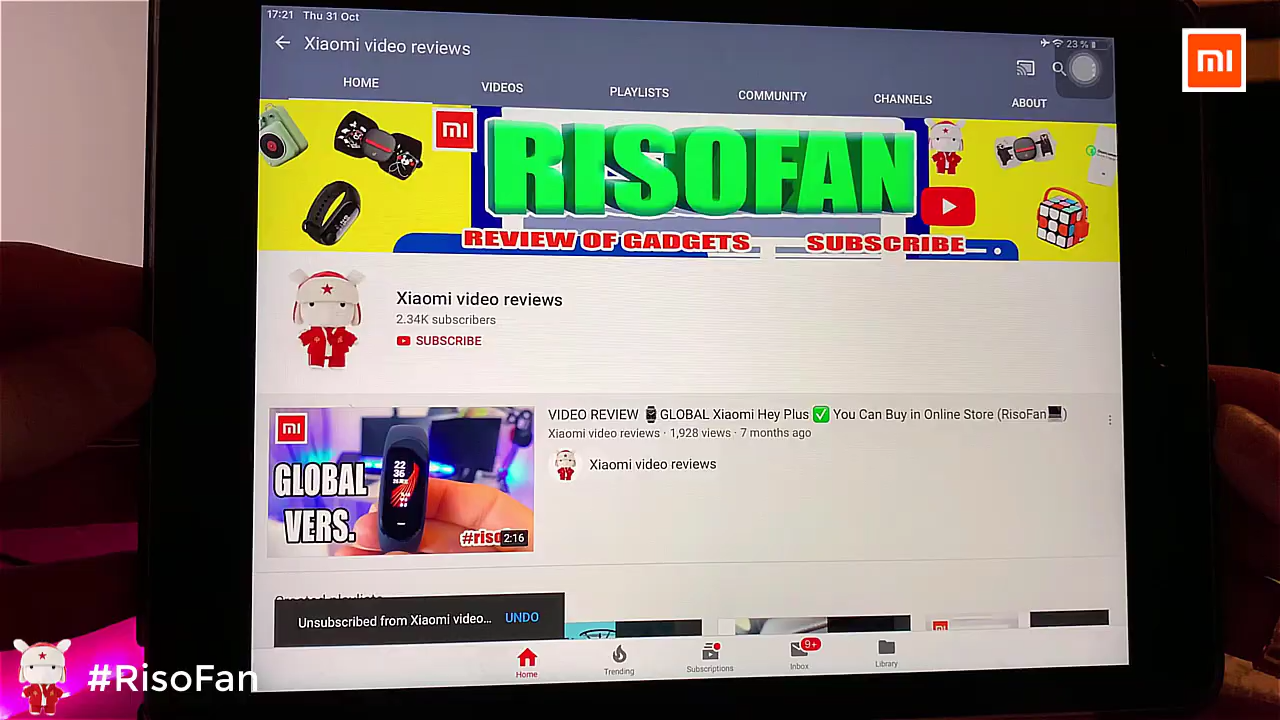 17:21 Thu 31 Oct
23 %
Xiaomi video reviews
HOME
VIDEOS
PLAYLISTS
COMMUNITY
CHANNELS
ABOUT
mi
mi
RISOFAN
REVIEW OF GADGETS
SUBSCRIBE
Xiaomi video reviews
2.34K subscribers
SUBSCRIBE
mi
GLOBAL
VERS.
22
36
#riso
2:16
VIDEO REVIEW ⌚GLOBAL Xiaomi Hey Plus ✅ You Can Buy in Online Store (RisoFan💻)
Xiaomi video reviews · 1,928 views · 7 months ago
Xiaomi video reviews
Created playlists
Unsubscribed from Xiaomi video... UNDO
mi
Home
Trending
Subscriptions
9+
Inbox
Library
#RisoFan